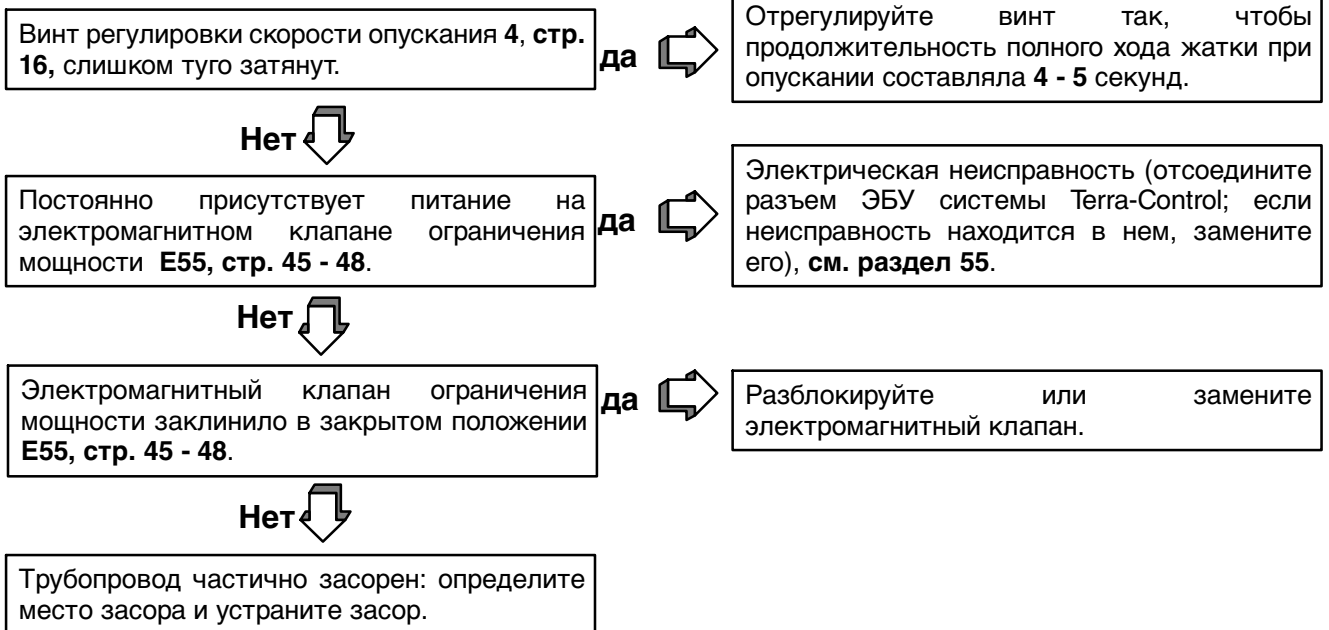 Винт регулировки скорости опускания 4, стр.
16, слишком туго затянут.
да
Отрегулируйте винт так, чтобы
продолжительность полного хода жатки при
опускании составляла 4 - 5 секунд.
Нет
Постоянно присутствует питание на
электромагнитном клапане ограничения
мощности E55, стр. 45 - 48.
да
Электрическая неисправность (отсоедините
разъем ЭБУ системы Terra-Control; если
неисправность находится в нем, замените
его), см. раздел 55.
Нет
Электромагнитный клапан ограничения
мощности заклинило в закрытом положении
E55, стр. 45 - 48.
да
Разблокируйте или замените
электромагнитный клапан.
Нет
Трубопровод частично засорен: определите
место засора и устраните засор.